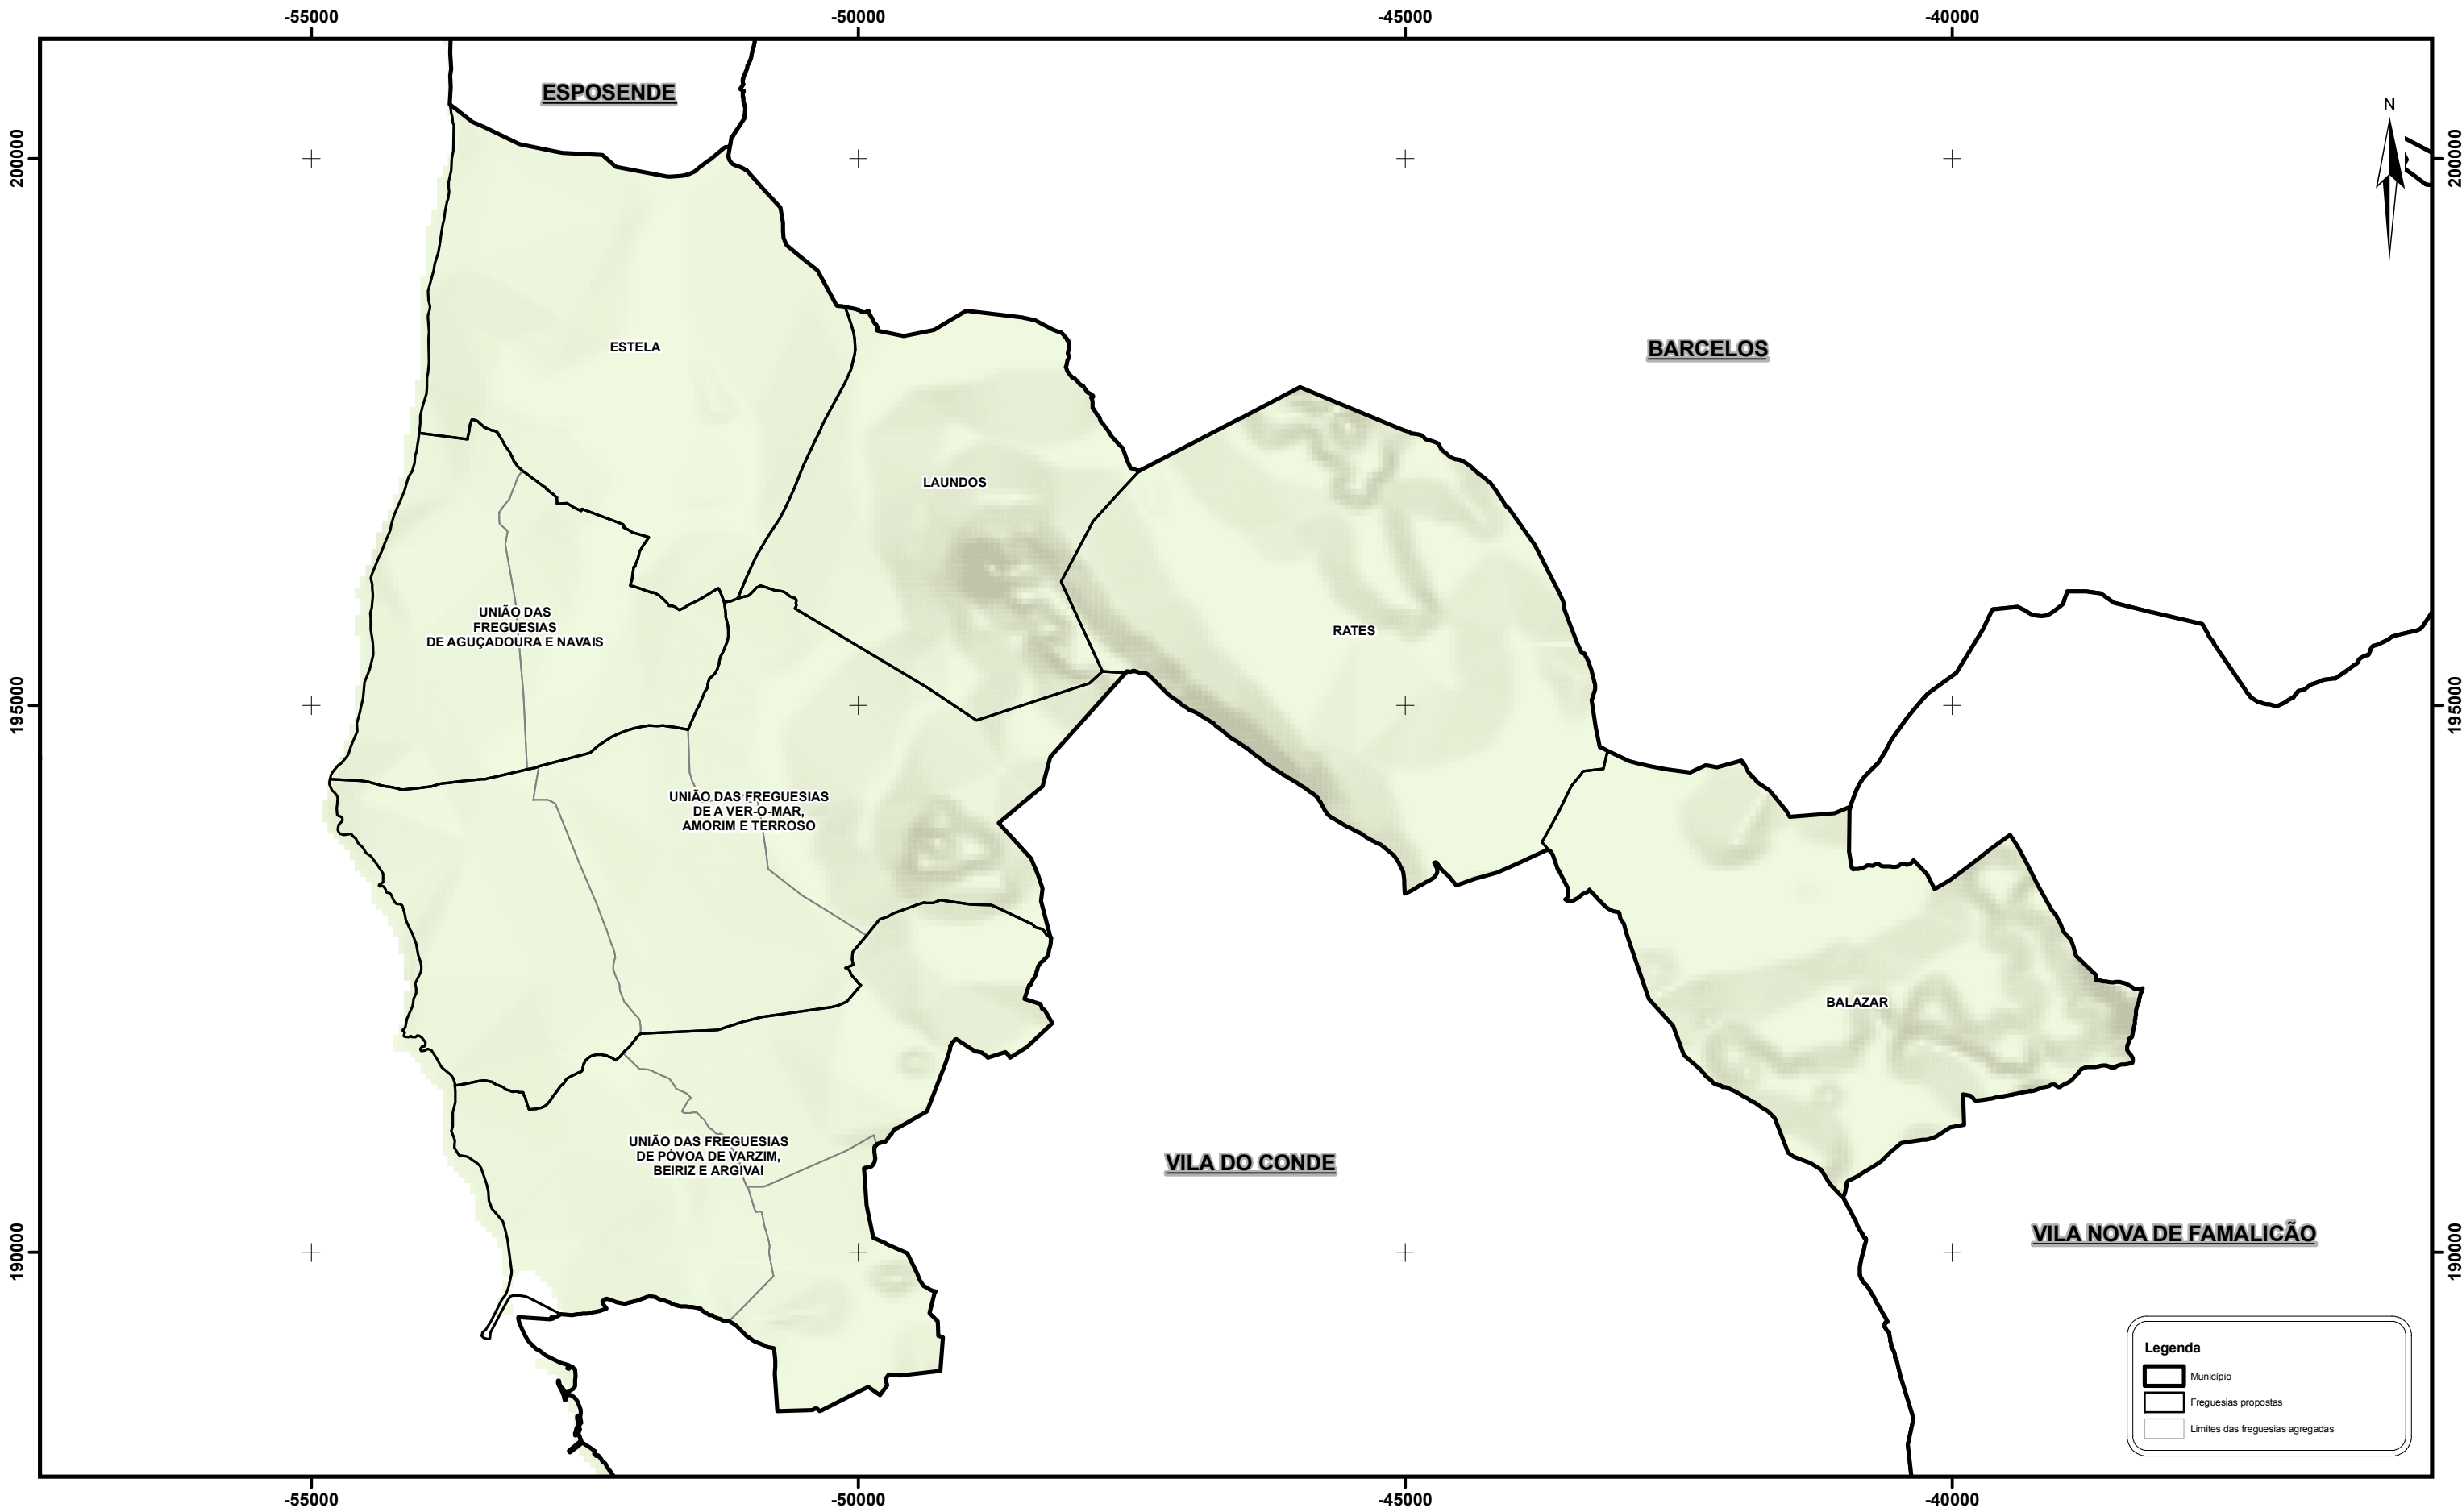 -55000
-50000
-45000
-40000
ESPOSENDE
N
200000
200000
ESTELA
BARCELOS
LAUNDOS
UNIÃO DAS
FREGUESIAS
DE AGUÇADOURA E NAVAIS
RATES
195000
195000
UNIÃO DAS FREGUESIAS
DE A VER-O-MAR,
AMORIM E TERROSO
BALAZAR
UNIÃO DAS FREGUESIAS
DE PÓVOA DE VARZIM,
BEIRIZ E ARGIVAI
VILA DO CONDE
VILA NOVA DE FAMALICÃO
190000
190000
Legenda
Município
Freguesias propostas
Limites das freguesias agregadas
-55000
-50000
-45000
-40000